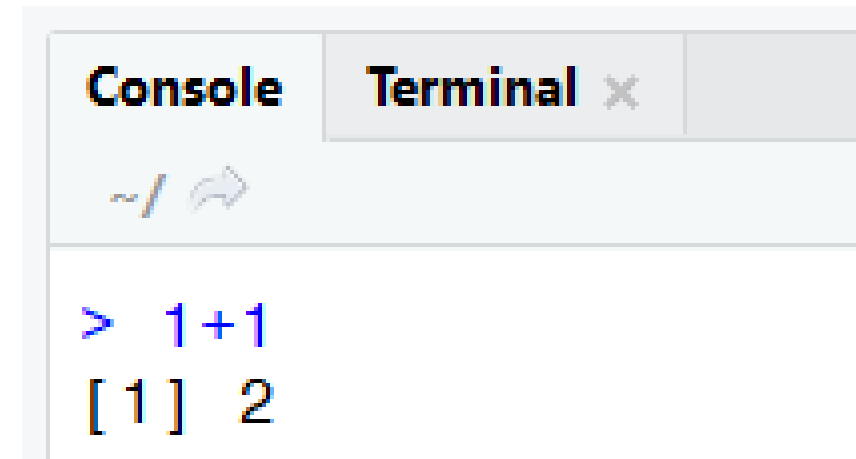 Console Terminal ×
~/
> 1+1
[1] 2